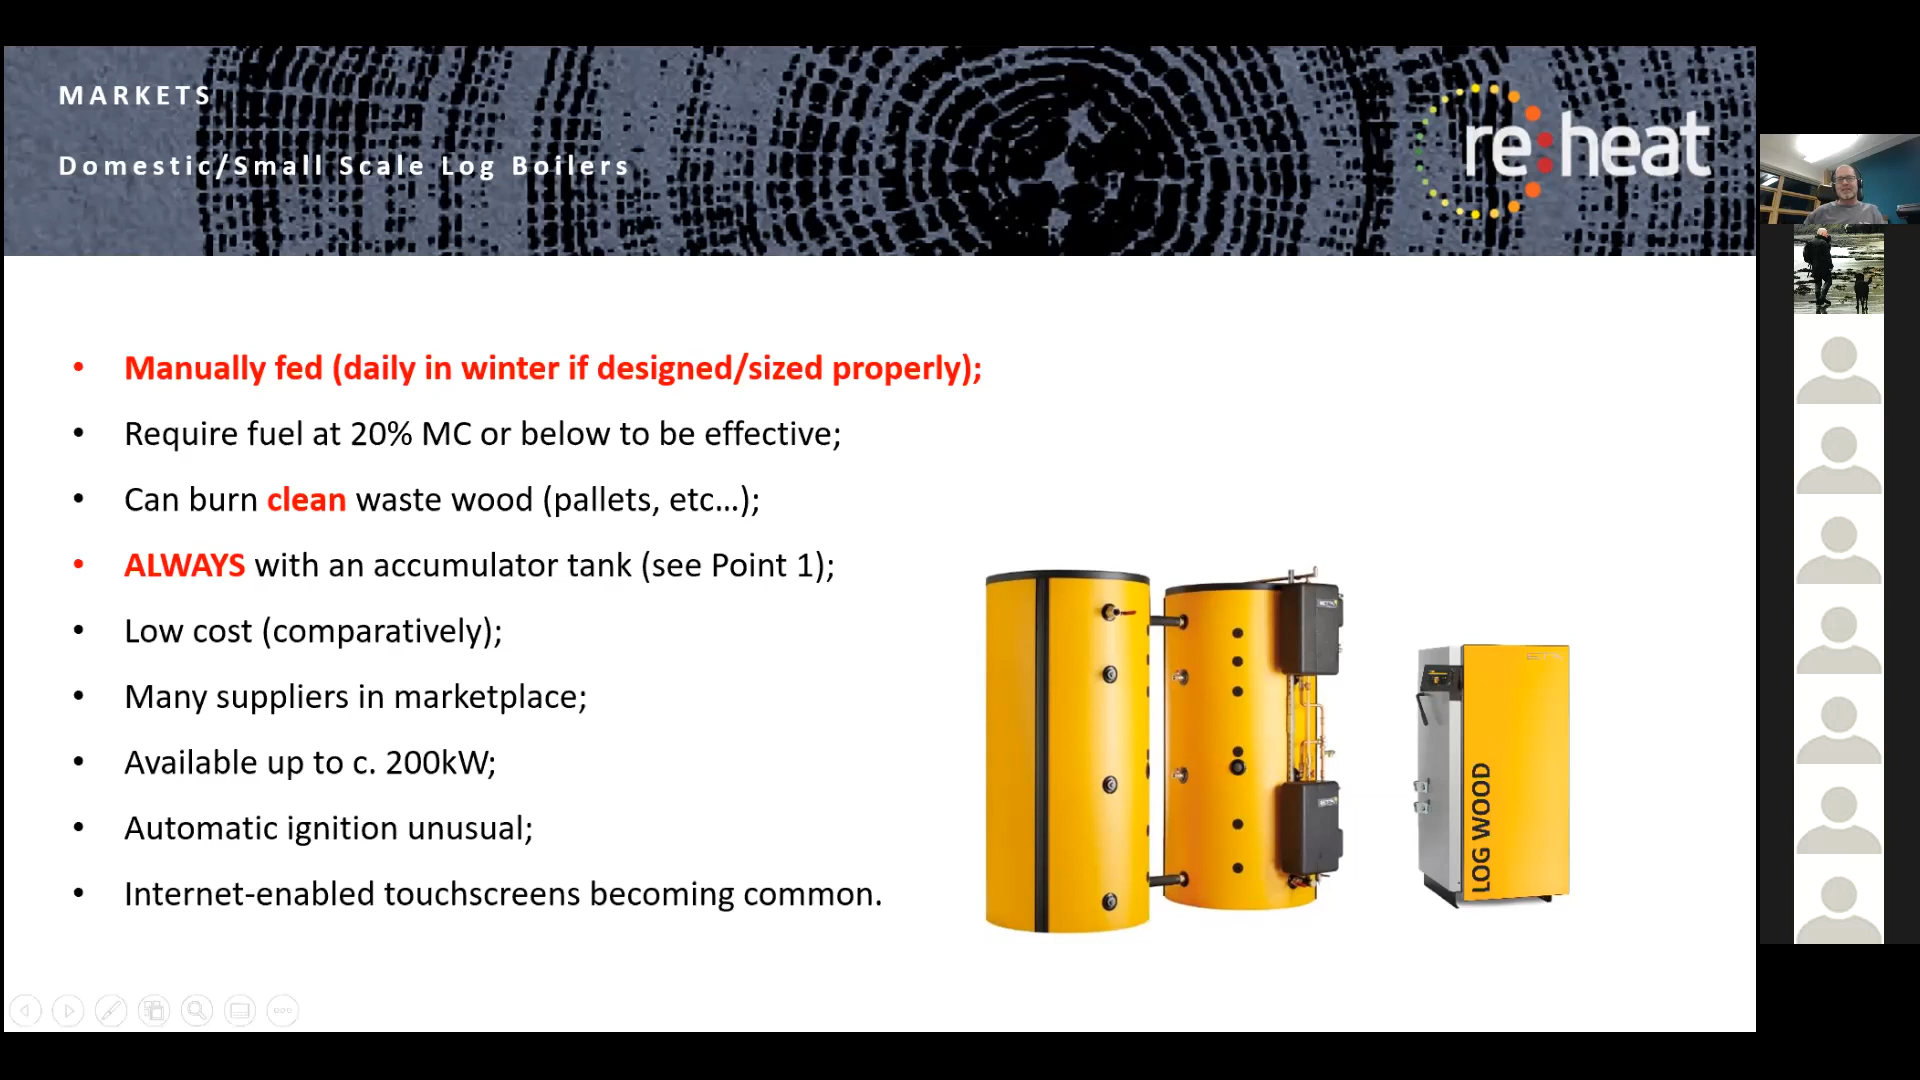 MARKETS
Domestic/Small Scale Log Boilers
re:heat
• Manually fed (daily in winter if designed/sized properly);
• Require fuel at 20% MC or below to be effective;
• Can burn clean waste wood (pallets, etc…);
• ALWAYS with an accumulator tank (see Point 1);
• Low cost (comparatively);
• Many suppliers in marketplace;
• Available up to c. 200kW;
• Automatic ignition unusual;
• Internet-enabled touchscreens becoming common.
LOG WOOD